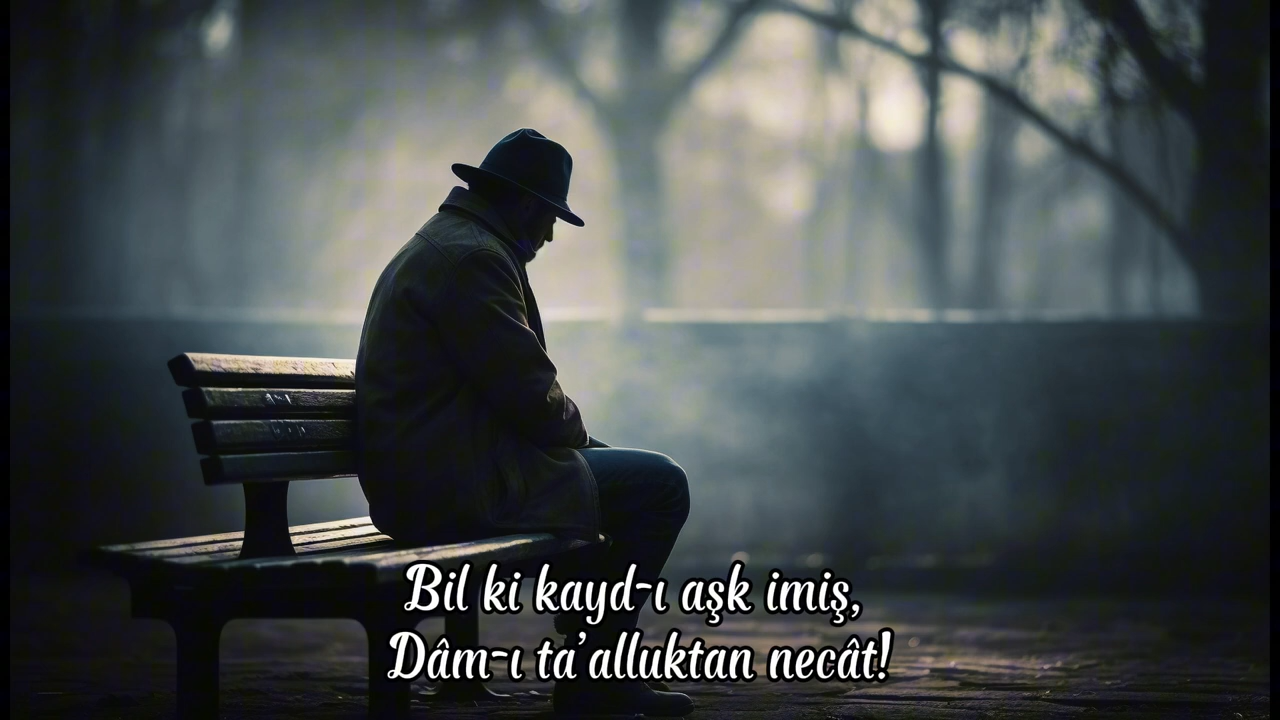 Bil ki kayd-ı aşk imiş,
Dâm-ı ta’alluktan necât!